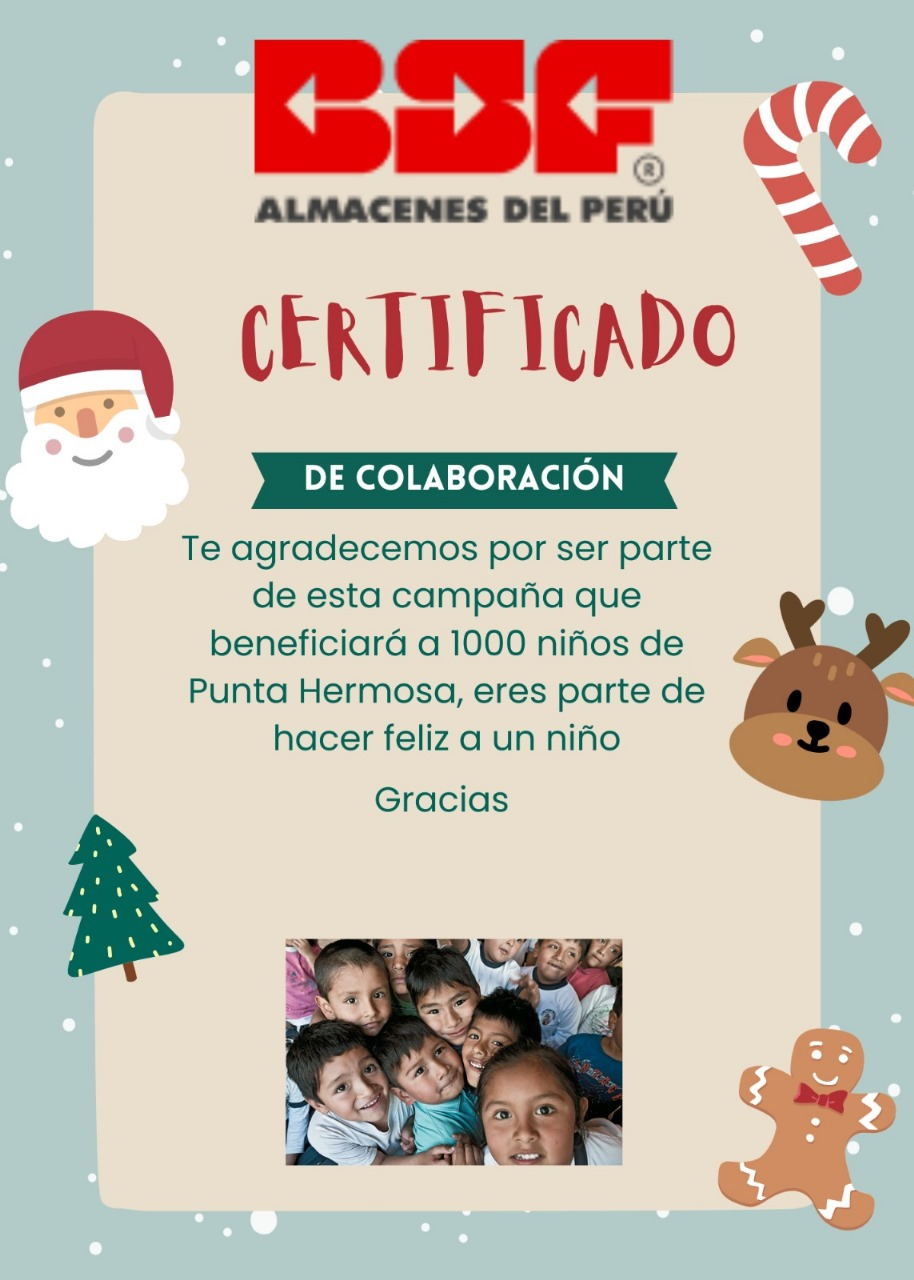 BSF
®
ALMACENES DEL PERÚ
CERTIFICADO
DE COLABORACIÓN
Te agradecemos por ser parte
de esta campaña que
beneficiará a 1000 niños de
Punta Hermosa, eres parte de
hacer feliz a un niño
Gracias